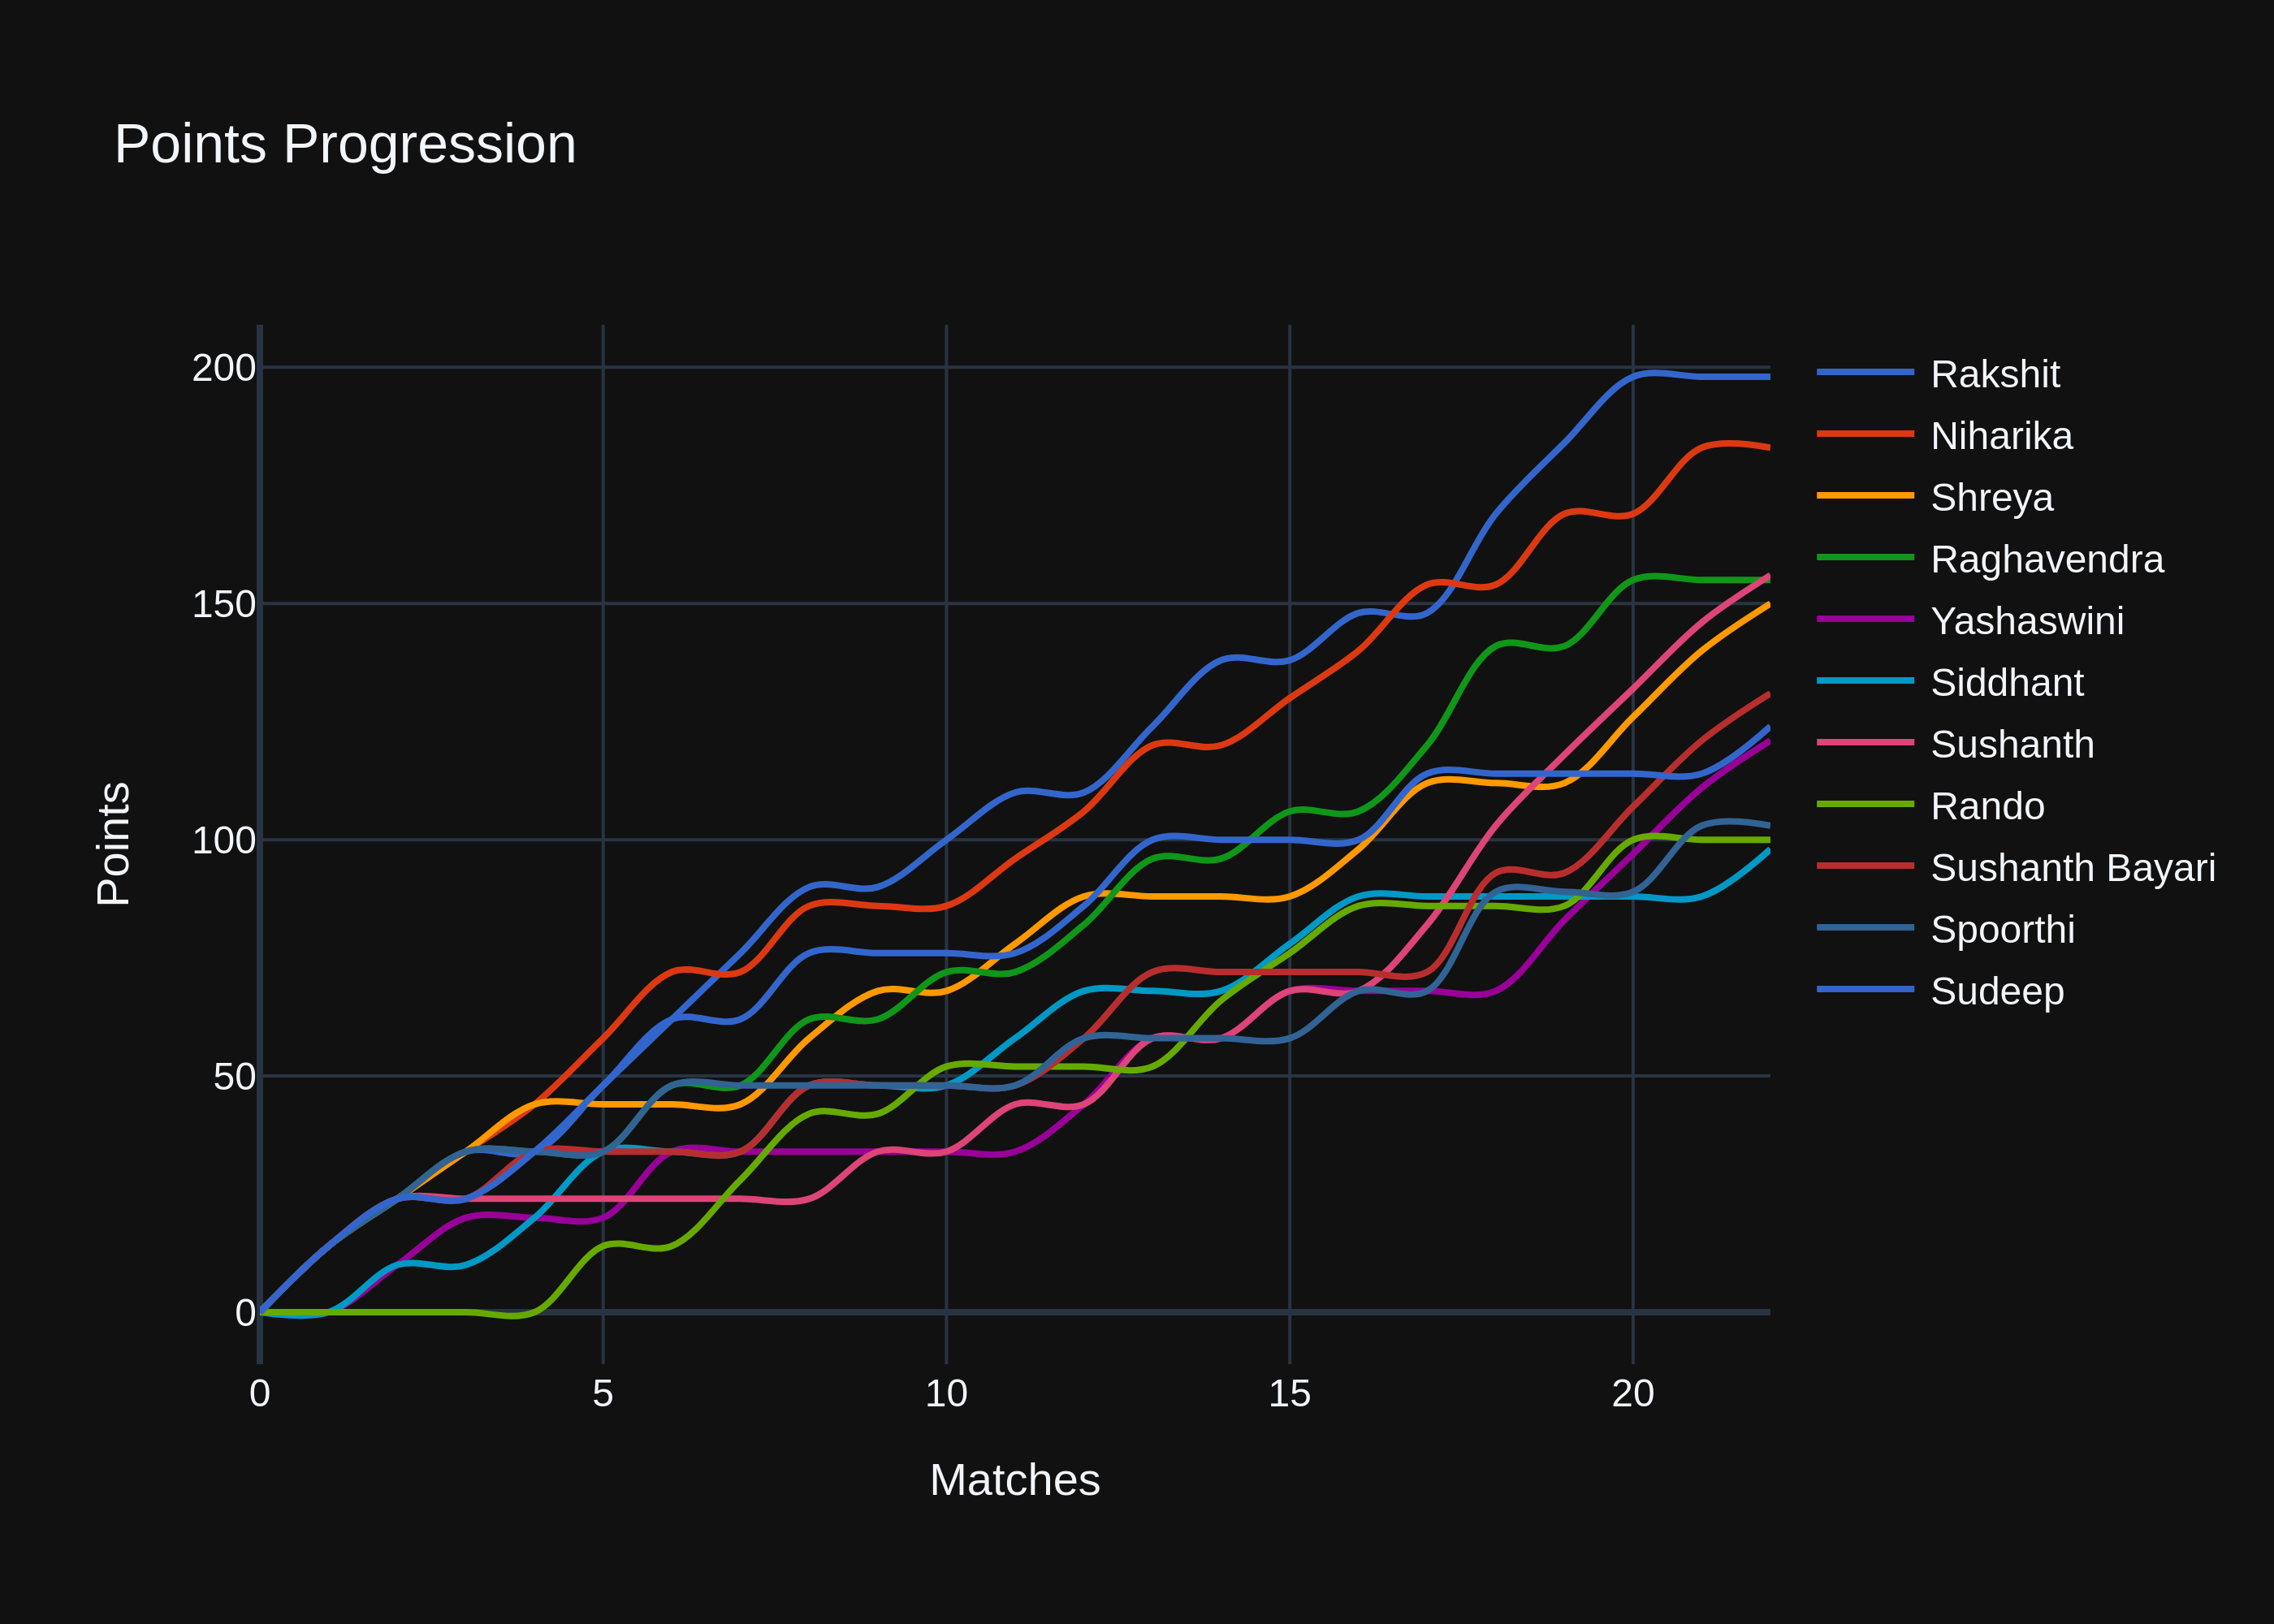 Points Progression
Points
200
150
100
50
0
0 5 10 15 20
Matches
Rakshit
Niharika
Shreya
Raghavendra
Yashaswini
Siddhant
Sushanth
Rando
Sushanth Bayari
Spoorthi
Sudeep